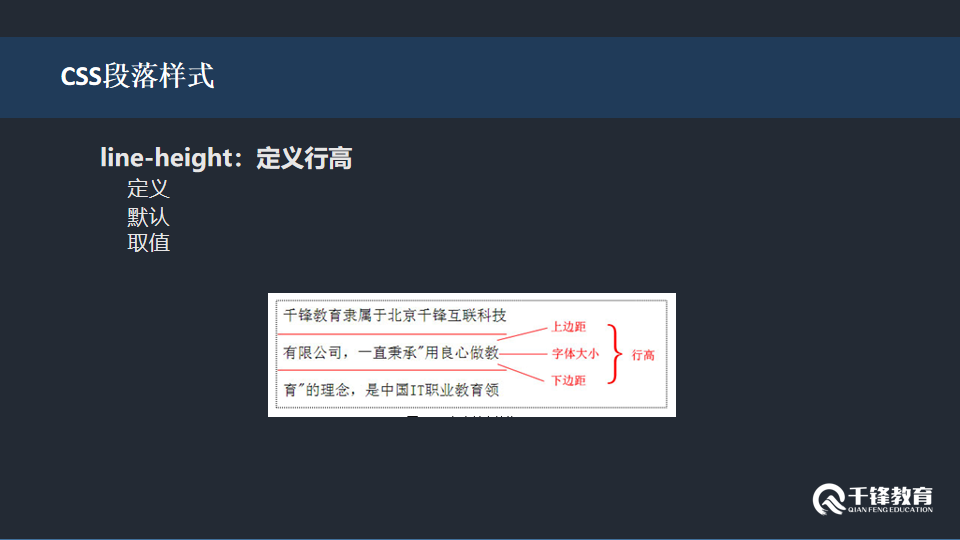 CSS段落样式
line-height：定义行高
定义
默认
取值
千锋教育隶属于北京千锋互联科技
有限公司，一直秉承"用良心做教
育"的理念，是中国IT职业教育领
上边距
字体大小
下边距
行高
千锋教育
QIAN FENG EDUCATION